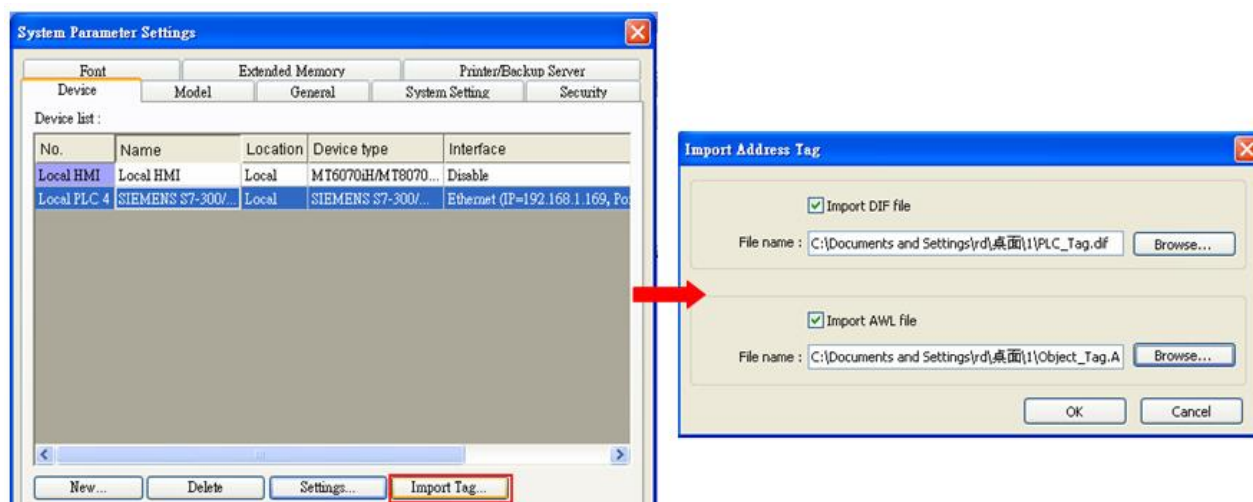 System Parameter Settings
Font Extended Memory Printer/Backup Server
Device Model General System Setting Security
Device list :
No. Name Location Device type Interface
Local HMI Local HMI Local MT6070iH/MT8070... Disable
Local PLC 4 SIEMENS S7-300/... Local SIEMENS S7-300/... Ethernet (IP=192.168.1.169, Po
New... Delete Settings... Import Tag...
Import Address Tag
Import DIF file
File name : C:\Documents and Settings\rd\桌面\1\PLC_Tag.dif Browse...
Import AWL file
File name : C:\Documents and Settings\rd\桌面\1\Object_Tag.A Browse...
OK Cancel